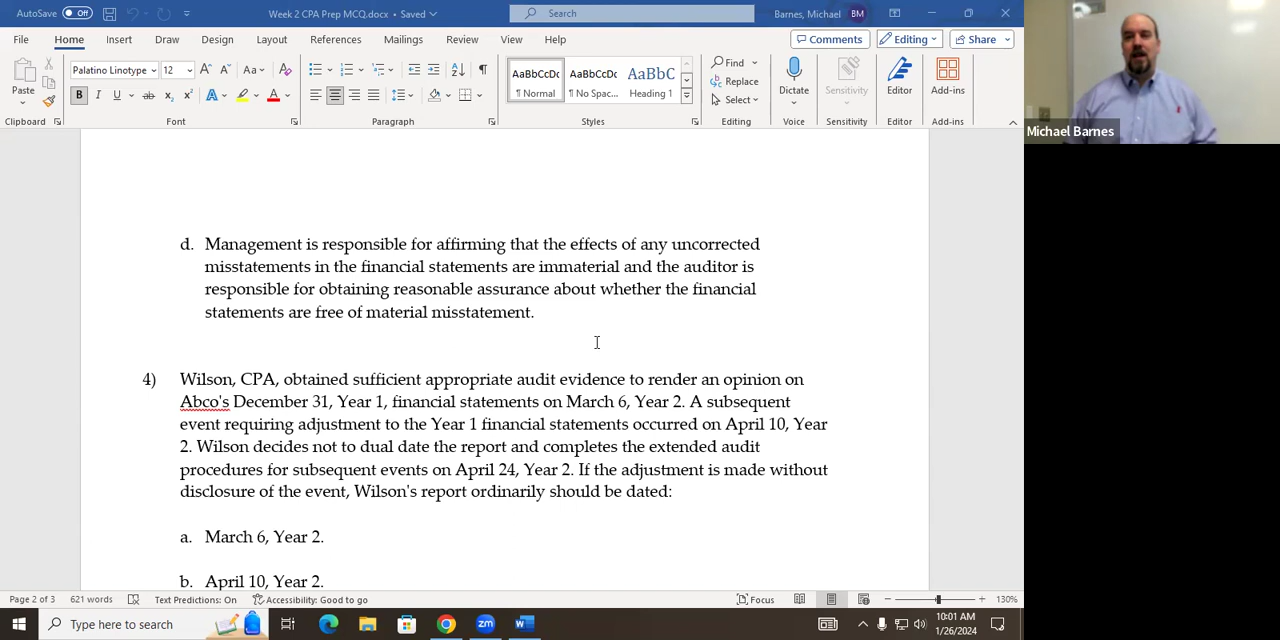 AutoSave Off Week 2 CPA Prep MCQ.docx • Saved Search Barnes, Michael BM
File Home Insert Draw Design Layout References Mailings Review View Help Comments Editing Share
Paste Palatino Linotype 12 A A Aa A AaBbCcDc AaBbCcDc AaBbC Find Dictate Sensitivity Editor Add-ins
Replace
B I U ab x₂ x² A A ¶ Normal ¶ No Spac... Heading 1 Select
Clipboard Font Paragraph Styles Editing Voice Sensitivity Editor Add-ins
Michael Barnes
d. Management is responsible for affirming that the effects of any uncorrected
misstatements in the financial statements are immaterial and the auditor is
responsible for obtaining reasonable assurance about whether the financial
statements are free of material misstatement.
4) Wilson, CPA, obtained sufficient appropriate audit evidence to render an opinion on
Abco's December 31, Year 1, financial statements on March 6, Year 2. A subsequent
event requiring adjustment to the Year 1 financial statements occurred on April 10, Year
2. Wilson decides not to dual date the report and completes the extended audit
procedures for subsequent events on April 24, Year 2. If the adjustment is made without
disclosure of the event, Wilson's report ordinarily should be dated:
a. March 6, Year 2.
b. April 10, Year 2.
Page 2 of 3 621 words Text Predictions: On Accessibility: Good to go Focus 130%
Type here to search zm 10:01 AM
1/26/2024